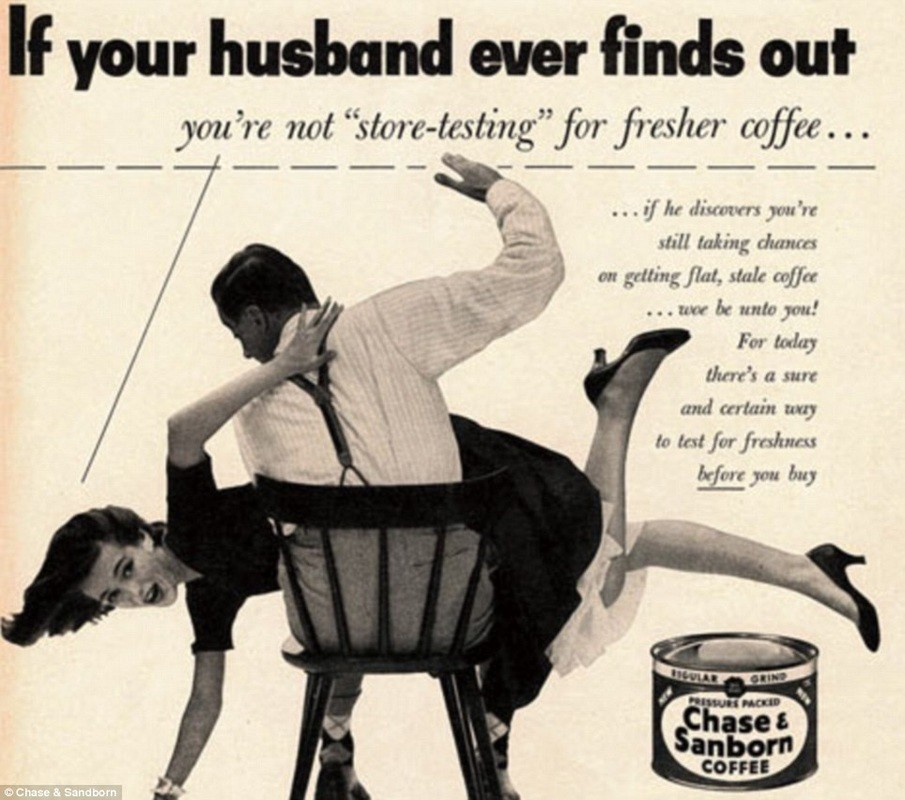 If your husband ever finds out
you're not “store-testing” for fresher coffee...
...if he discovers you're
still taking chances
on getting flat, stale coffee
...woe be unto you!
For today
there's a sure
and certain way
to test for freshness
before you buy
REGULAR GRIND
NEW NEW
PRESSURE PACKED
Chase &
Sanborn
COFFEE
© Chase & Sanborn